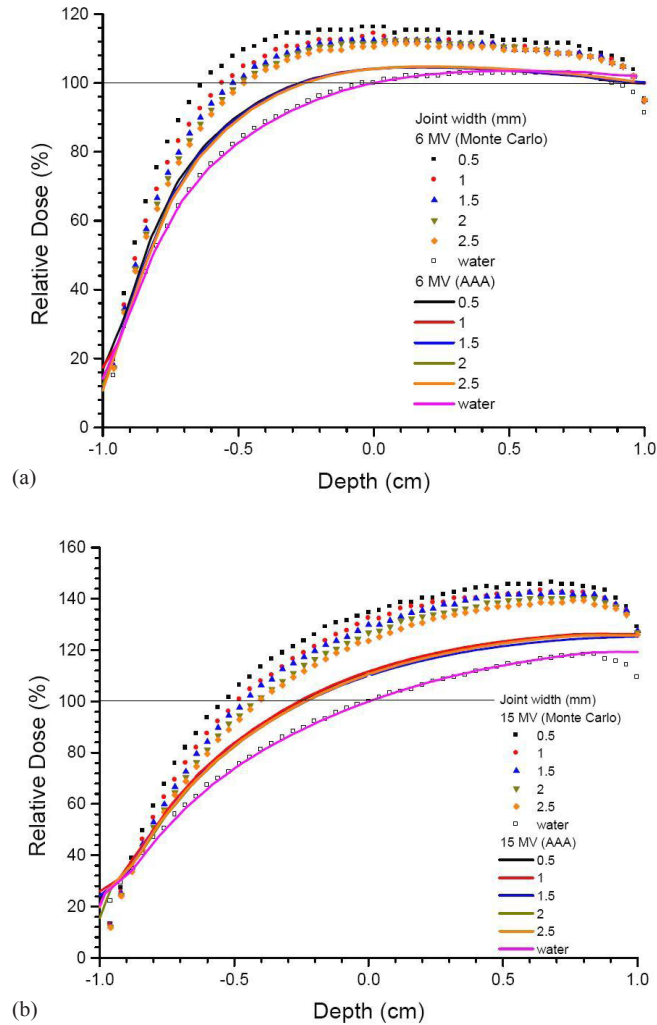 120
100
80
60
40
20
0
Relative Dose (%)
Joint width (mm)
6 MV (Monte Carlo)
0.5
1
1.5
2
2.5
water
6 MV (AAA)
0.5
1
1.5
2
2.5
water
-1.0 -0.5 0.0 0.5 1.0
Depth (cm)
(a)
160
140
120
100
80
60
40
20
0
Relative Dose (%)
Joint width (mm)
15 MV (Monte Carlo)
0.5
1
1.5
2
2.5
water
15 MV (AAA)
0.5
1
1.5
2
2.5
water
-1.0 -0.5 0.0 0.5 1.0
Depth (cm)
(b)